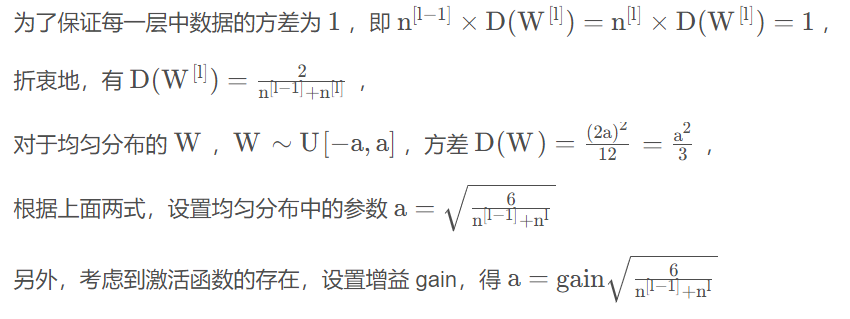 为了保证每一层中数据的方差为 1 ，即 n^[l−1] × D(W^[l]) = n^[l] × D(W^[l]) = 1 ，
折衷地，有 D(W^[l]) = 2/(n^[l−1]+n^[l]) ，
对于均匀分布的 W ，W ∼ U[−a, a] ，方差 D(W) = (2a)^2/12 = a^2/3 ，
根据上面两式，设置均匀分布中的参数 a = √(6/(n^[l−1]+n^l))
另外，考虑到激活函数的存在，设置增益 gain，得 a = gain√(6/(n^[l−1]+n^l))